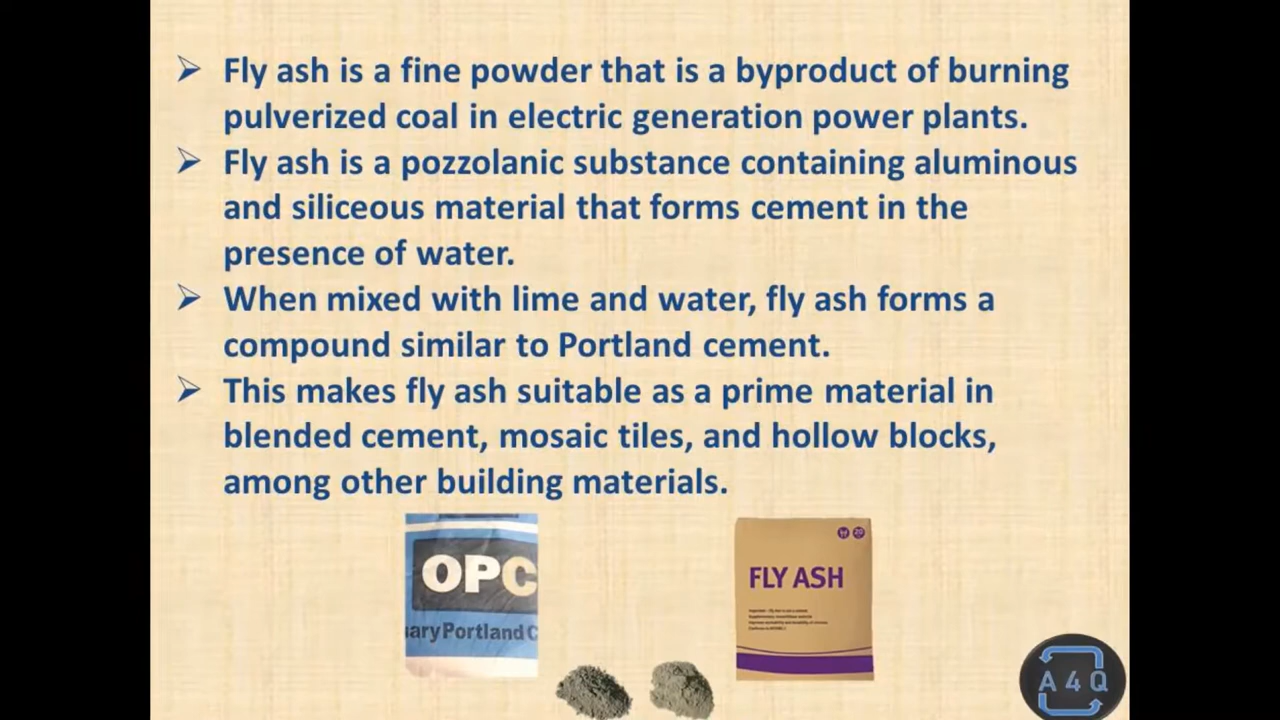 Fly ash is a fine powder that is a byproduct of burning
pulverized coal in electric generation power plants.
Fly ash is a pozzolanic substance containing aluminous
and siliceous material that forms cement in the
presence of water.
When mixed with lime and water, fly ash forms a
compound similar to Portland cement.
This makes fly ash suitable as a prime material in
blended cement, mosaic tiles, and hollow blocks,
among other building materials.
OPC
ary Portland C
FLY ASH
A 4 Q